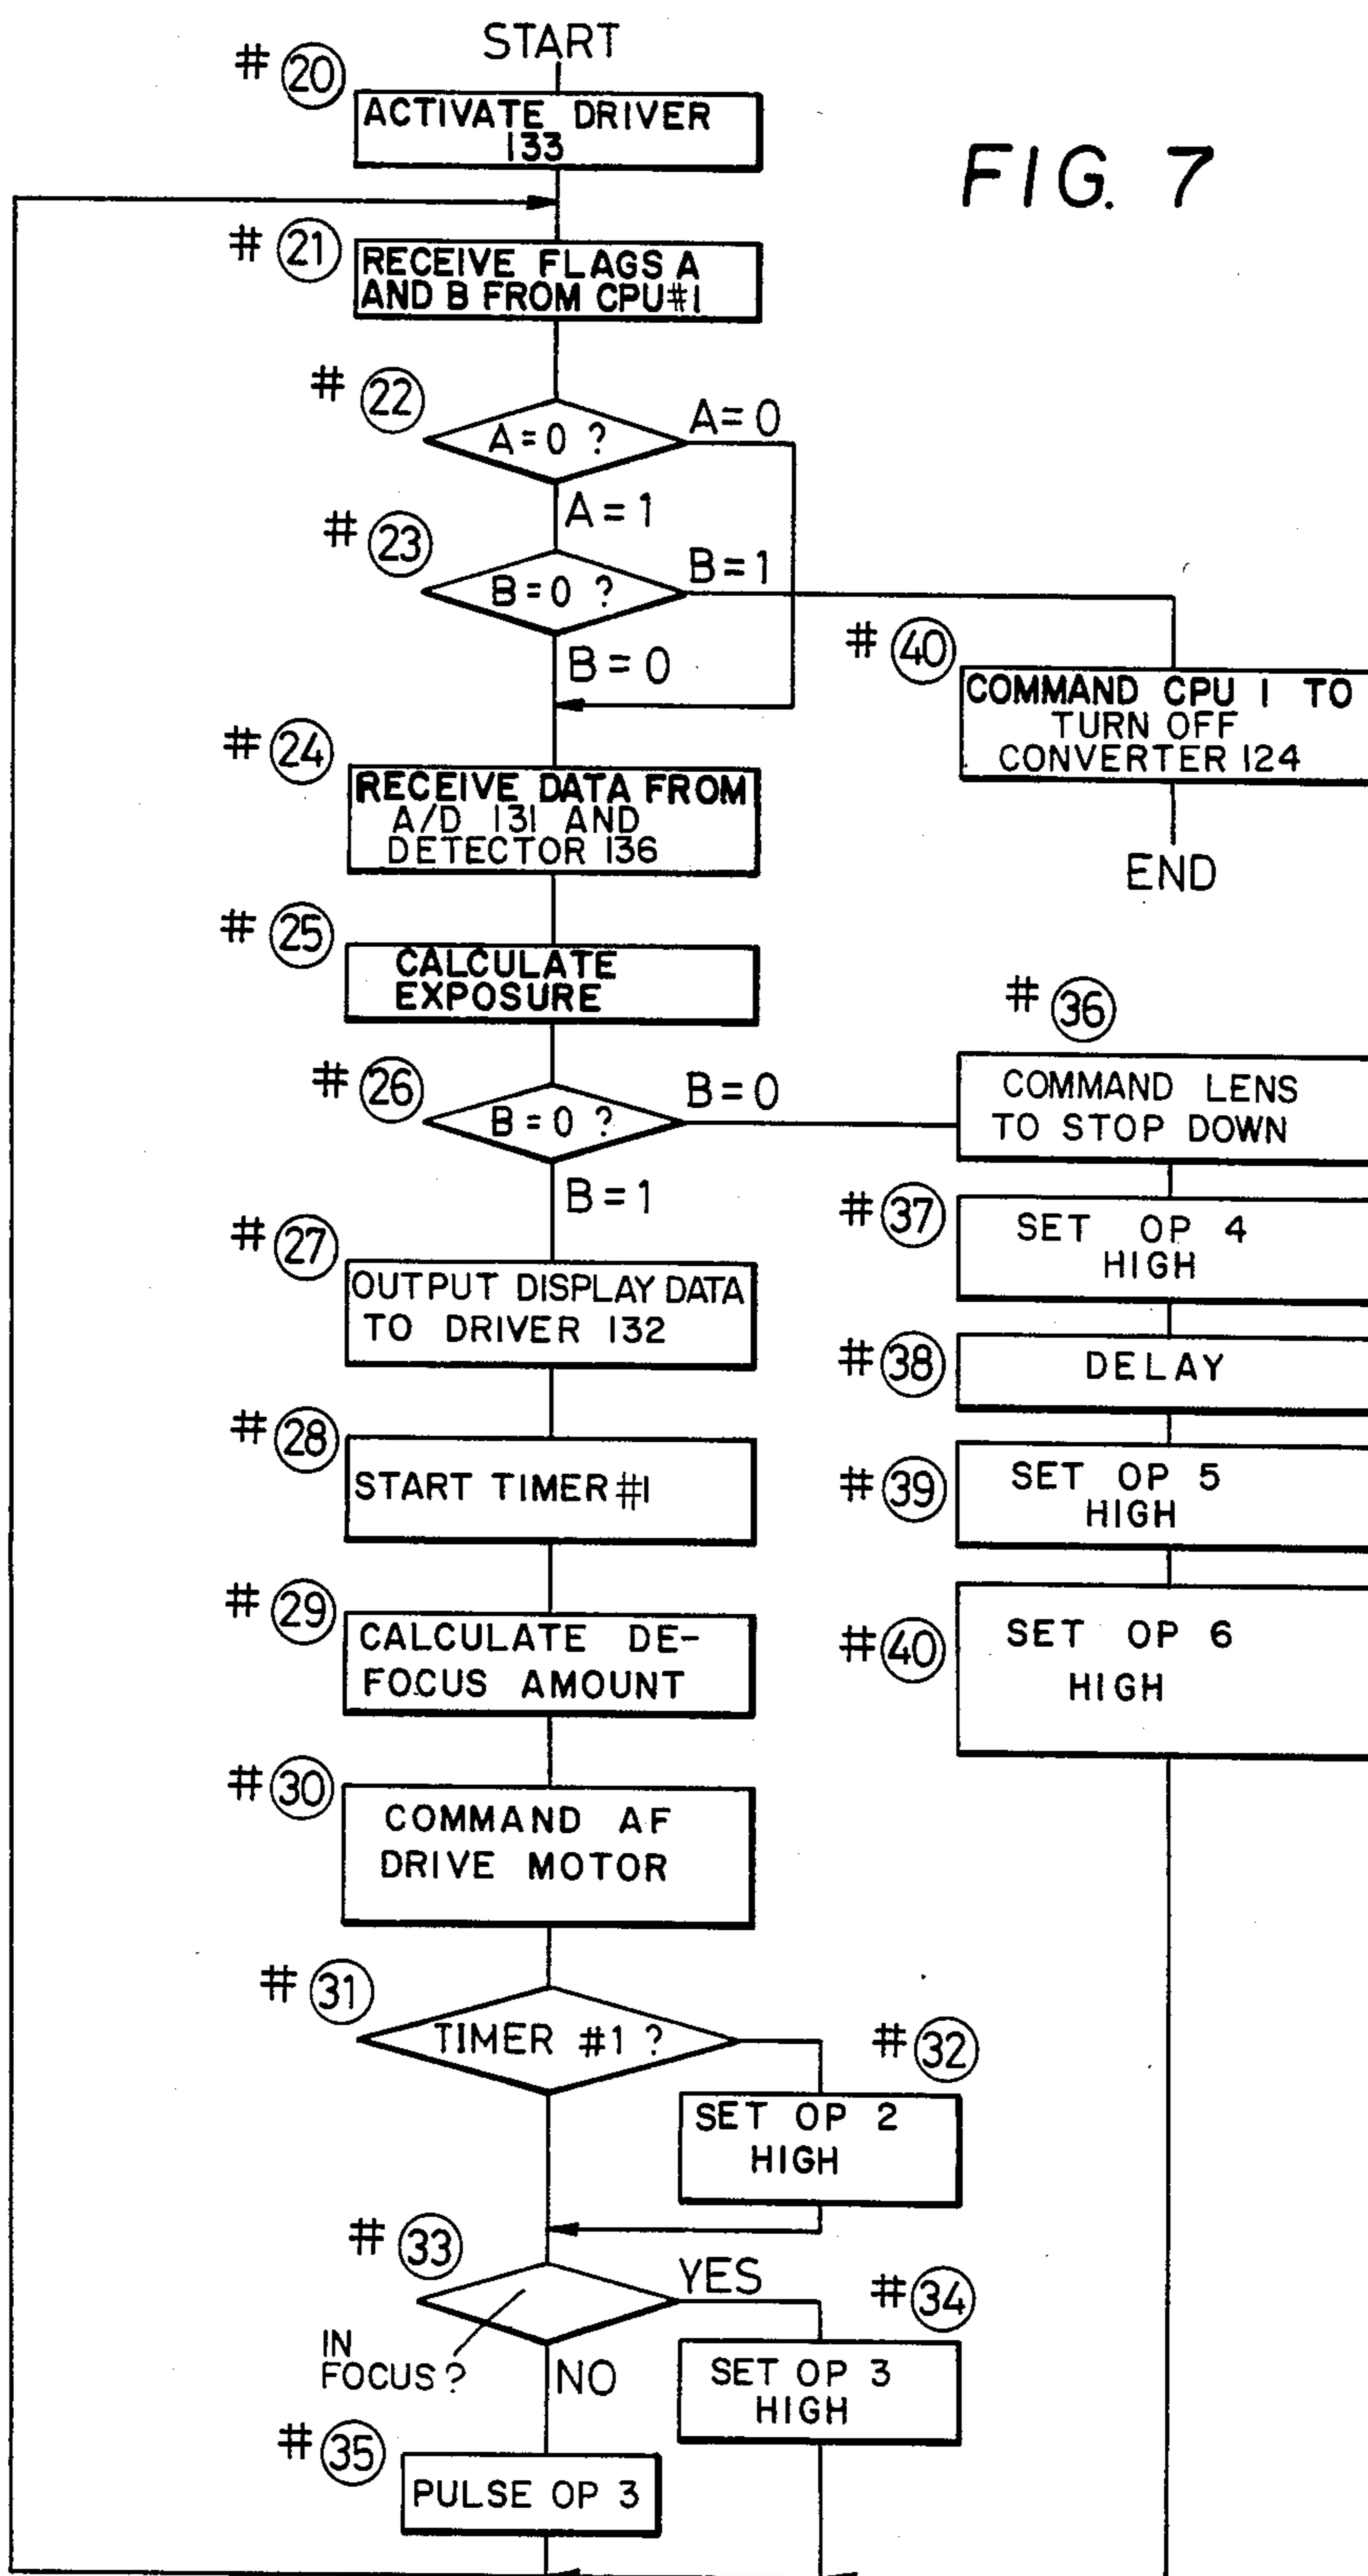 START
# 20
ACTIVATE DRIVER
133
FIG. 7
# 21
RECEIVE FLAGS A
AND B FROM CPU#1
# 22
A=0 ?
A=0
A=1
# 23
B=0 ?
B=1
B=0
# 40
COMMAND CPU 1 TO
TURN OFF
CONVERTER 124
END
# 24
RECEIVE DATA FROM
A/D 131 AND
DETECTOR 136
# 25
CALCULATE
EXPOSURE
# 26
B=0 ?
B=0
B=1
# 36
COMMAND LENS
TO STOP DOWN
# 27
OUTPUT DISPLAY DATA
TO DRIVER 132
# 37
SET OP 4
HIGH
# 38
DELAY
# 28
START TIMER #1
# 39
SET OP 5
HIGH
# 29
CALCULATE DE-
FOCUS AMOUNT
# 40
SET OP 6
HIGH
# 30
COMMAND AF
DRIVE MOTOR
# 31
TIMER #1 ?
# 32
SET OP 2
HIGH
# 33
IN
FOCUS?
YES
NO
# 34
SET OP 3
HIGH
# 35
PULSE OP 3